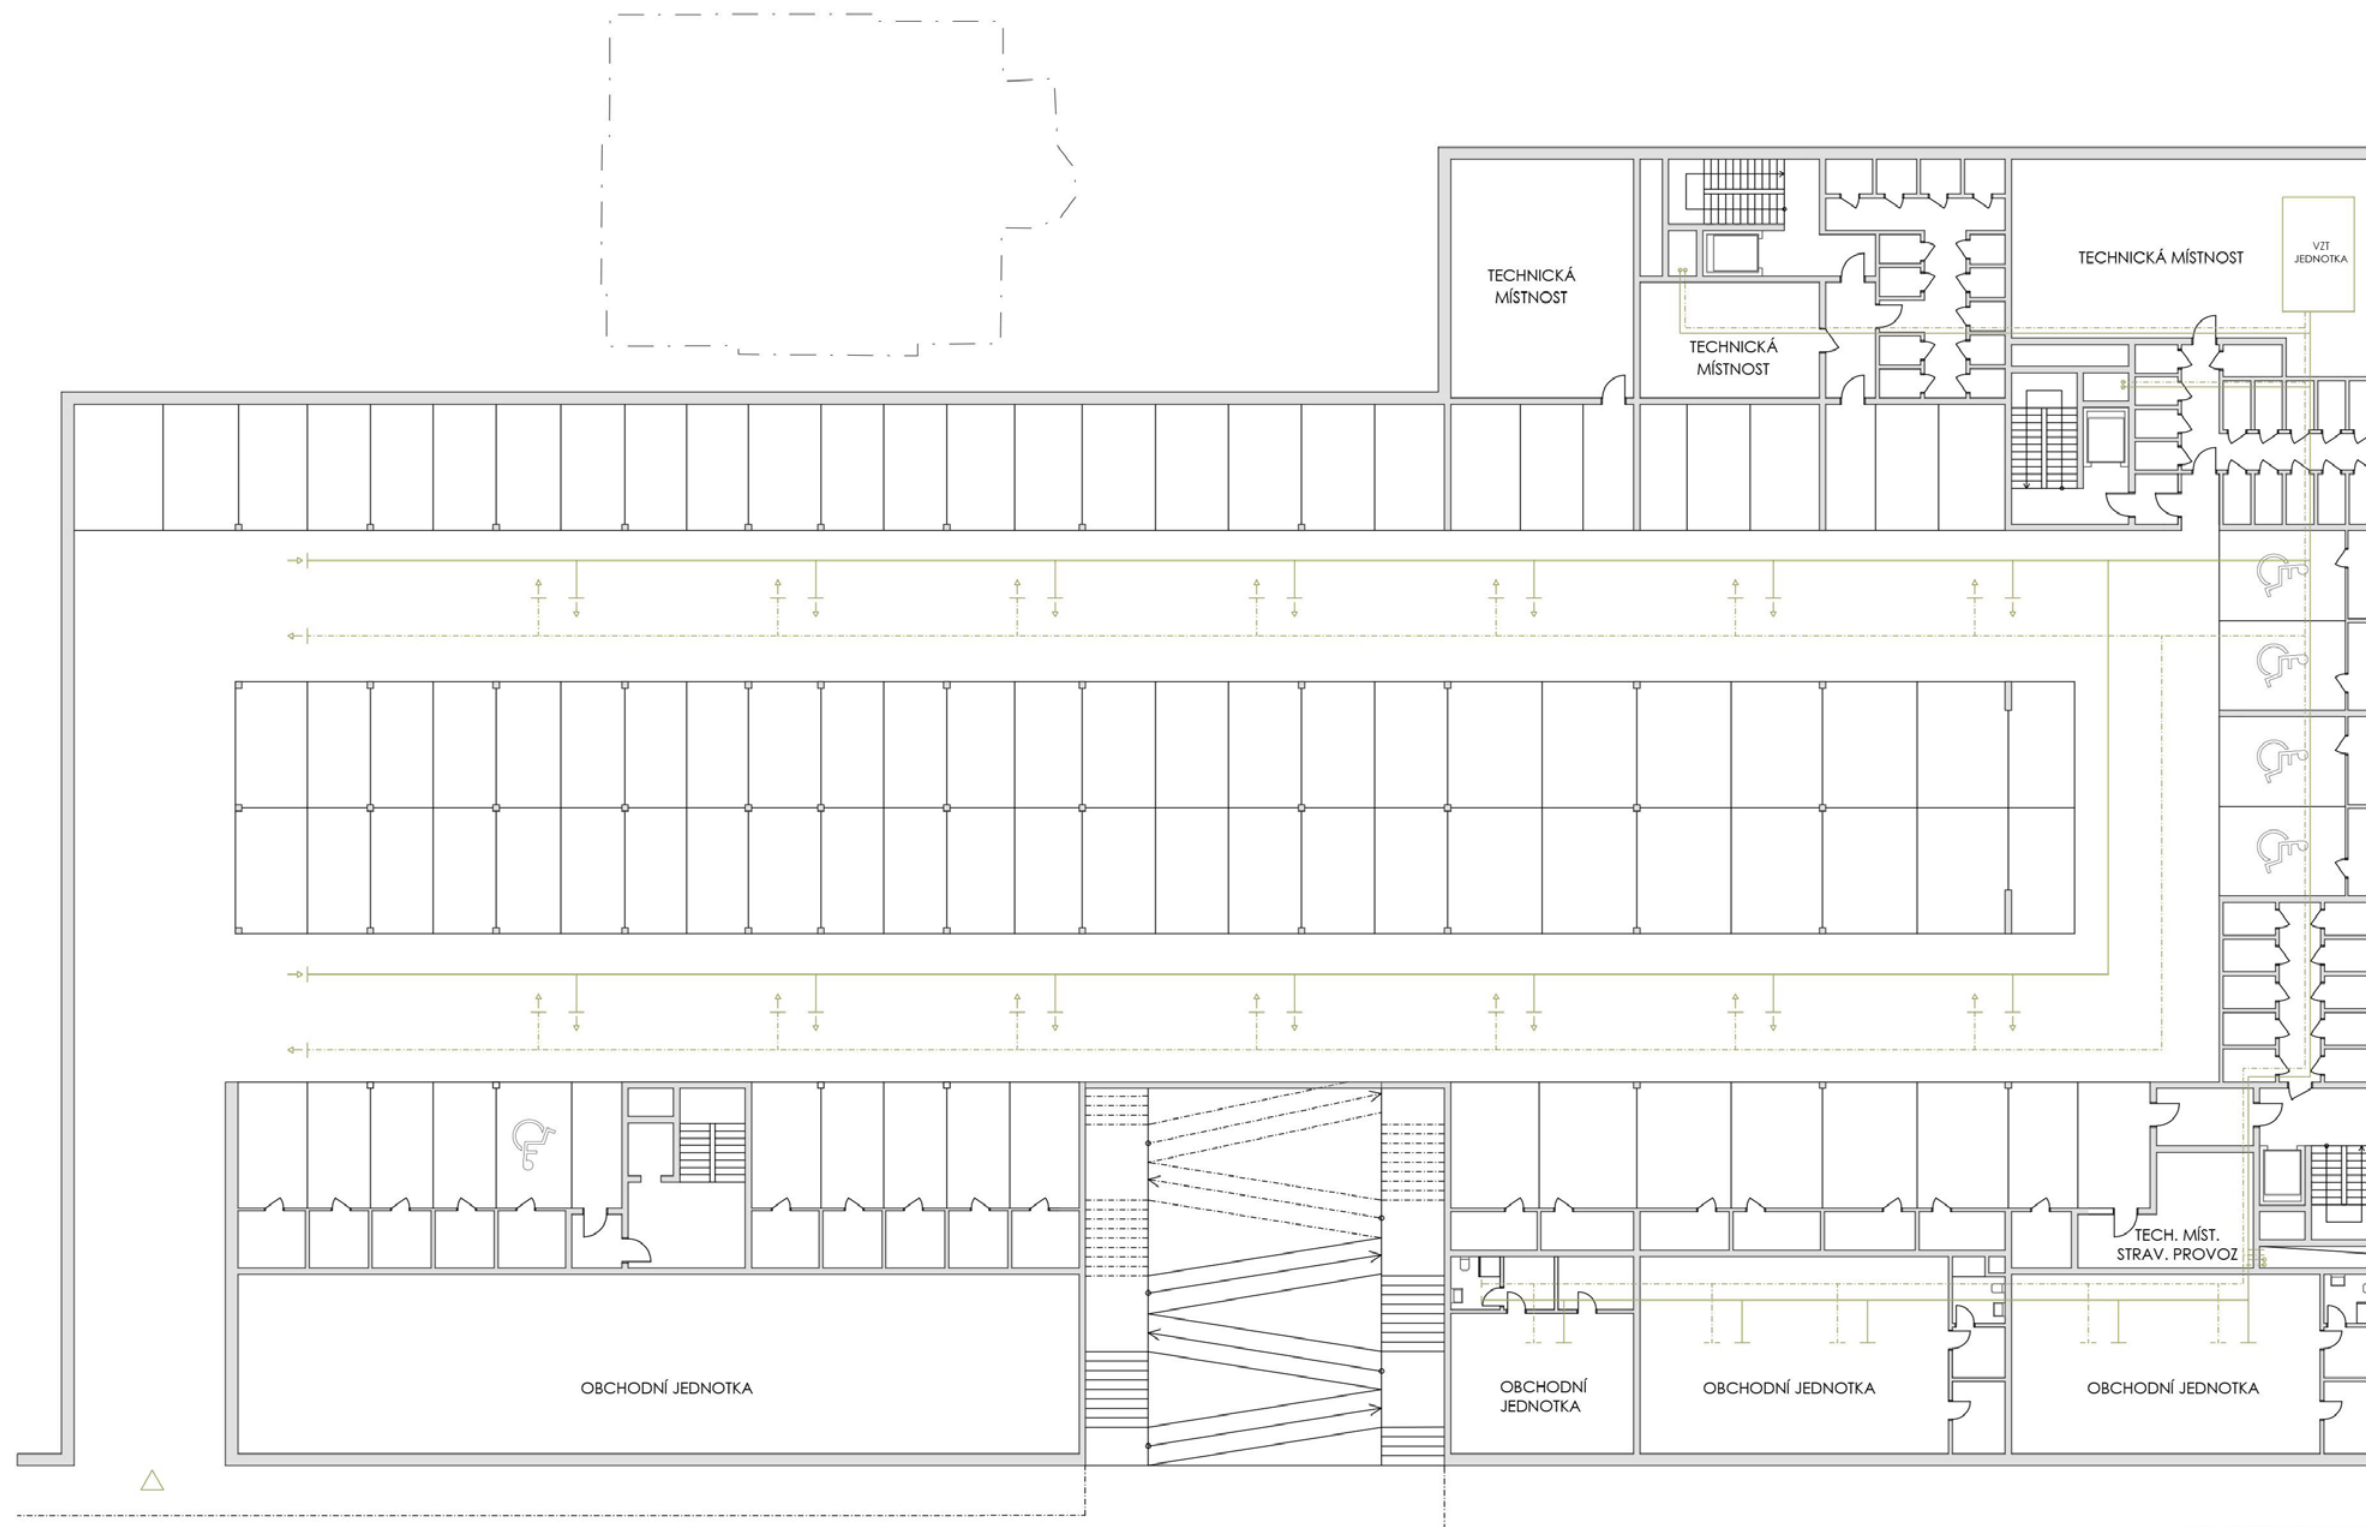 TECHNICKÁ
MÍSTNOST
TECHNICKÁ
MÍSTNOST
TECHNICKÁ MÍSTNOST
VZT
JEDNOTKA
TECH. MÍST.
STRAV. PROVOZ
OBCHODNÍ JEDNOTKA
OBCHODNÍ
JEDNOTKA
OBCHODNÍ JEDNOTKA
OBCHODNÍ JEDNOTKA